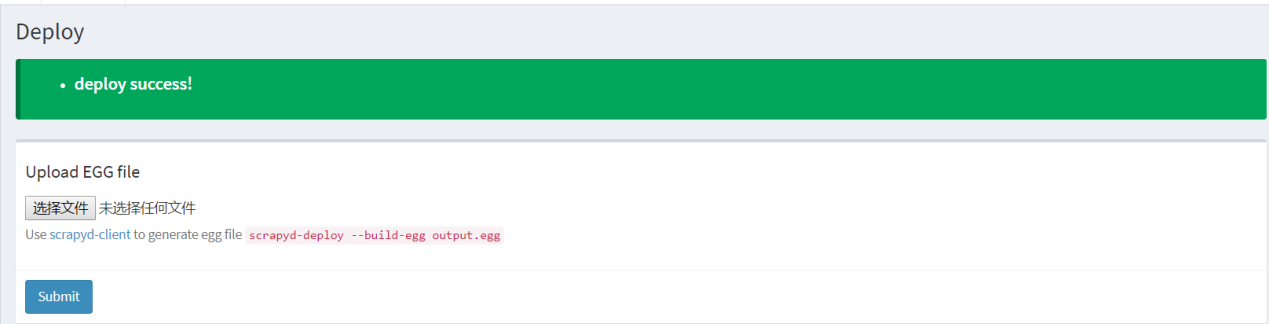 Deploy
• deploy success!
Upload EGG file
选择文件 未选择任何文件
Use scrapyd-client to generate egg file scrapyd-deploy --build-egg output.egg
Submit